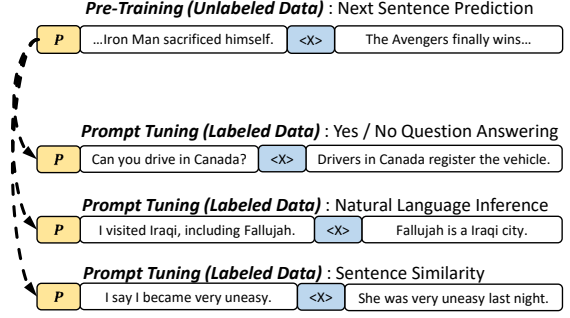 Pre-Training (Unlabeled Data) : Next Sentence Prediction
P ...Iron Man sacrificed himself. <X> The Avengers finally wins...
Prompt Tuning (Labeled Data) : Yes / No Question Answering
P Can you drive in Canada? <X> Drivers in Canada register the vehicle.
Prompt Tuning (Labeled Data) : Natural Language Inference
P I visited Iraqi, including Fallujah. <X> Fallujah is a Iraqi city.
Prompt Tuning (Labeled Data) : Sentence Similarity
P I say I became very uneasy. <X> She was very uneasy last night.